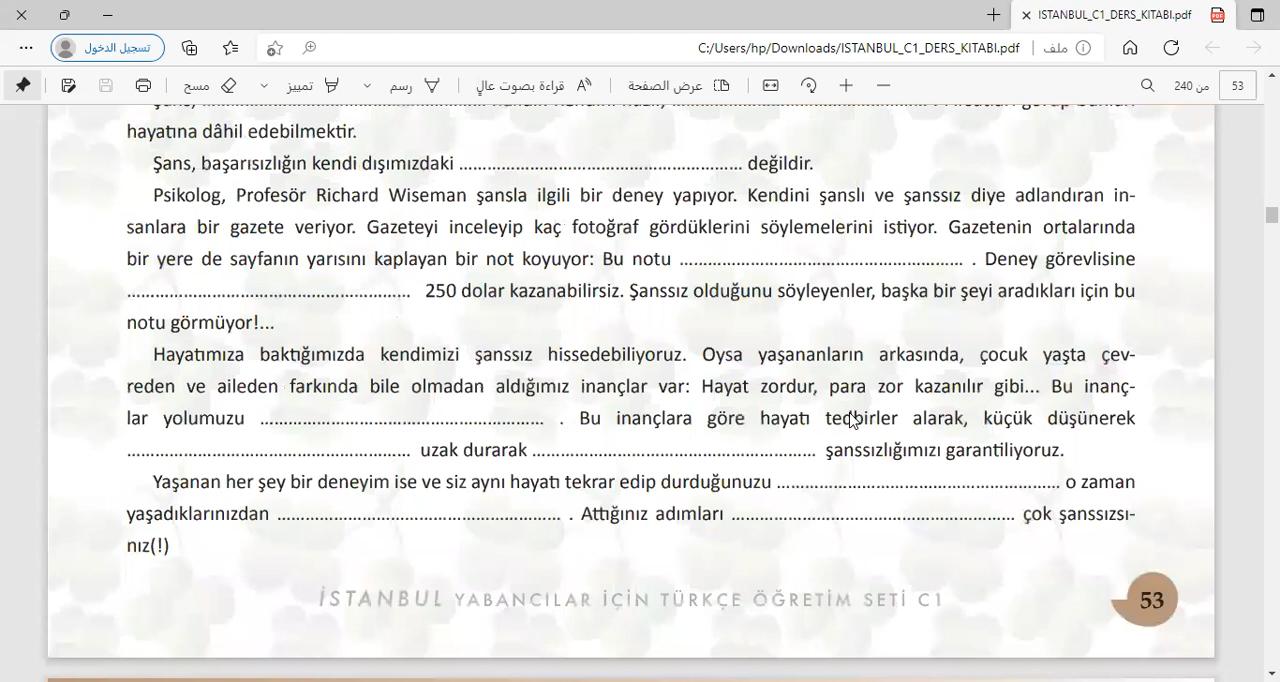 ISTANBUL_C1_DERS_KITABI.pdf
تسجيل الدخول
C:/Users/hp/Downloads/ISTANBUL_C1_DERS_KITABI.pdf
ملف
مسح
تمييز
رسم
قراءة بصوت عالٍ
عرض الصفحة
من 240
53
hayatına dâhil edebilmektir.
Şans, başarısızlığın kendi dışımızdaki ........................................................ değildir.
Psikolog, Profesör Richard Wiseman şansla ilgili bir deney yapıyor. Kendini şanslı ve şanssız diye adlandıran in-
sanlara bir gazete veriyor. Gazeteyi inceleyip kaç fotoğraf gördüklerini söylemelerini istiyor. Gazetenin ortalarında
bir yere de sayfanın yarısını kaplayan bir not koyuyor: Bu notu ........................................................ . Deney görevlisine
........................................................ 250 dolar kazanabilirsiz. Şanssız olduğunu söyleyenler, başka bir şeyi aradıkları için bu
notu görmüyor!...
Hayatımıza baktığımızda kendimizi şanssız hissedebiliyoruz. Oysa yaşananların arkasında, çocuk yaşta çev-
reden ve aileden farkında bile olmadan aldığımız inançlar var: Hayat zordur, para zor kazanılır gibi... Bu inanç-
lar yolumuzu ........................................................ . Bu inançlara göre hayatı tedbirler alarak, küçük düşünerek
........................................................ uzak durarak ........................................................ şanssızlığımızı garantiliyoruz.
Yaşanan her şey bir deneyim ise ve siz aynı hayatı tekrar edip durduğunuzu ........................................................ o zaman
yaşadıklarınızdan ........................................................ . Attığınız adımları ........................................................ çok şanssızsı-
nız(!)
İSTANBUL YABANCILAR İÇİN TÜRKÇE ÖĞRETİM SETİ C1
53